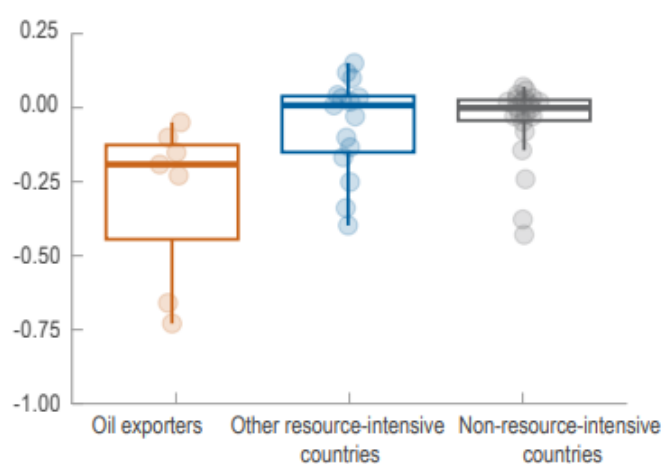 0.25
0.00
-0.25
-0.50
-0.75
-1.00
Oil exporters
Other resource-intensive
countries
Non-resource-intensive
countries